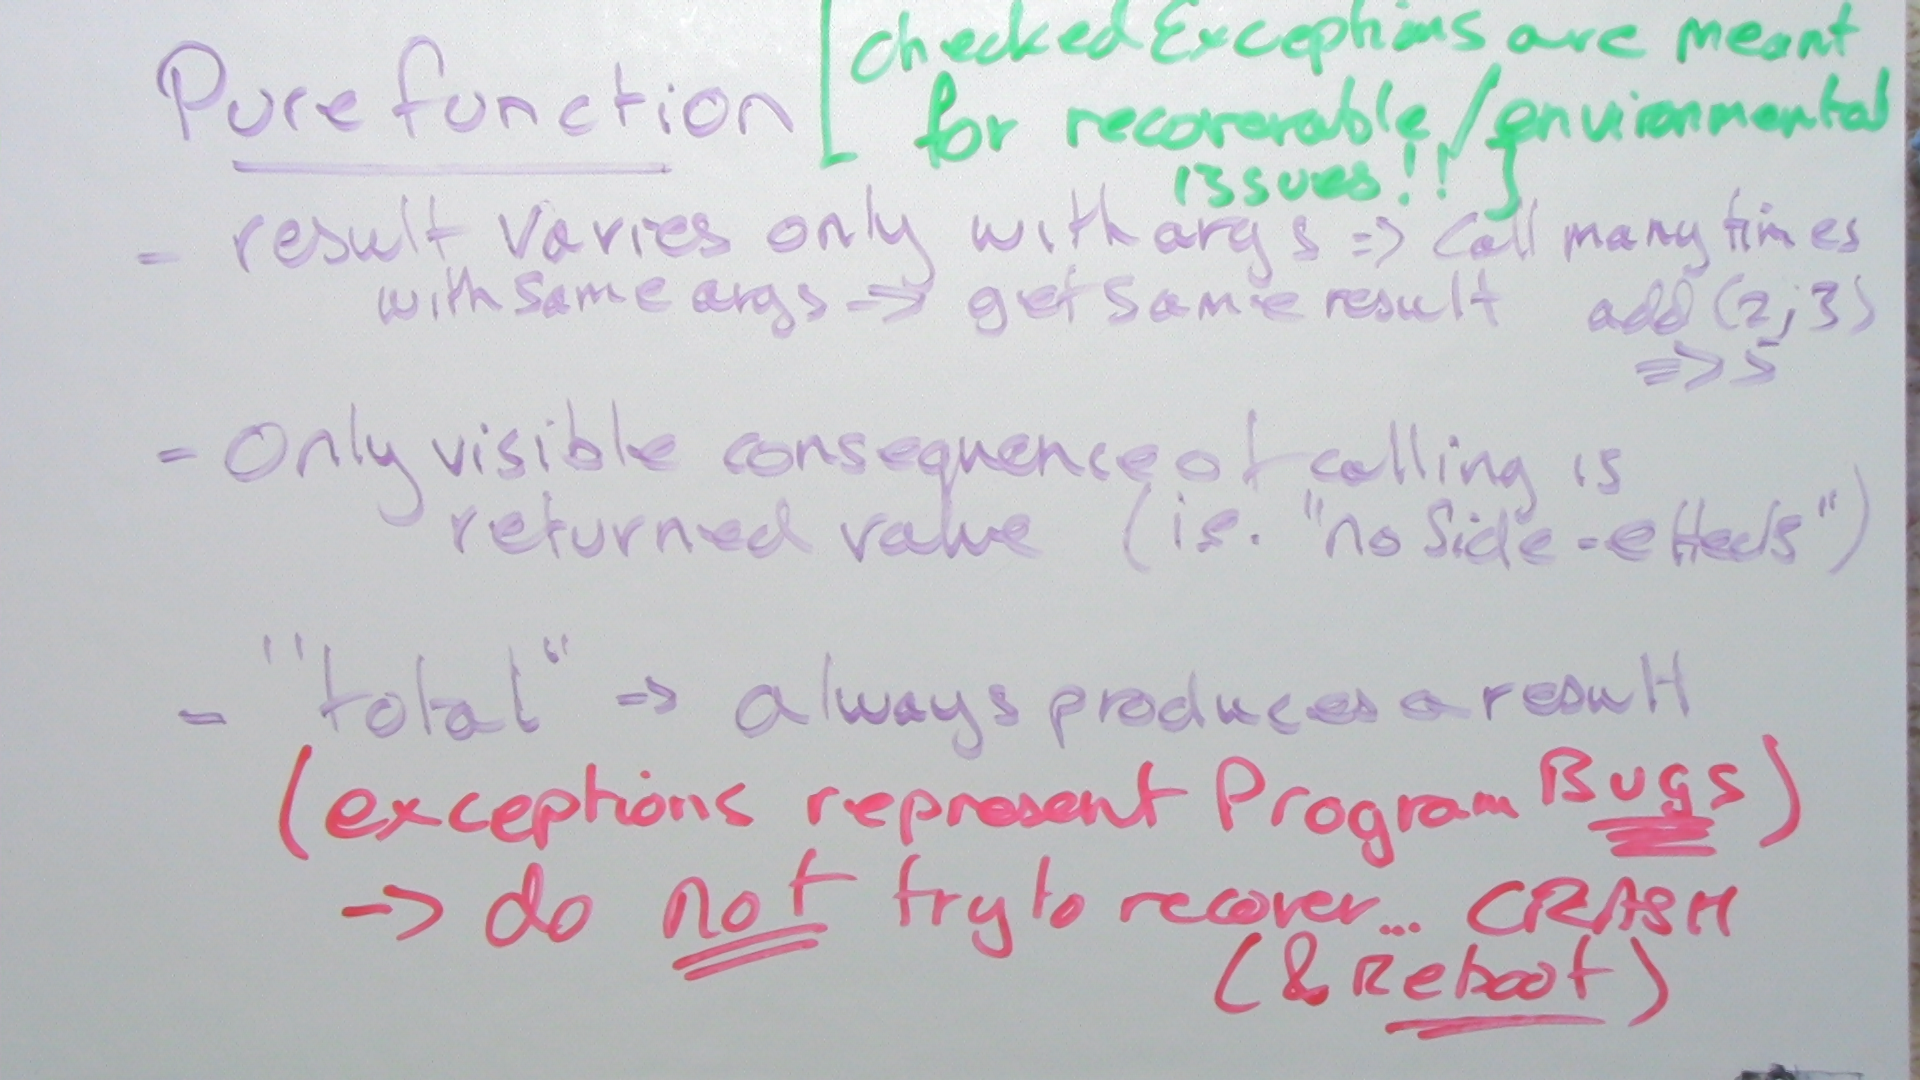 Pure function
[checked Exceptions are meant
for recoverable/environmental
issues!!}
- result varies only with args => call many times
with same args -> get same result add(2,3)
=> 5
- Only visible consequence of calling is
returned value (ie. "no side-effects")
- "total" -> always produces a result
(exceptions represent Program Bugs)
-> do not try to recover... CRASH
(& Reboot)